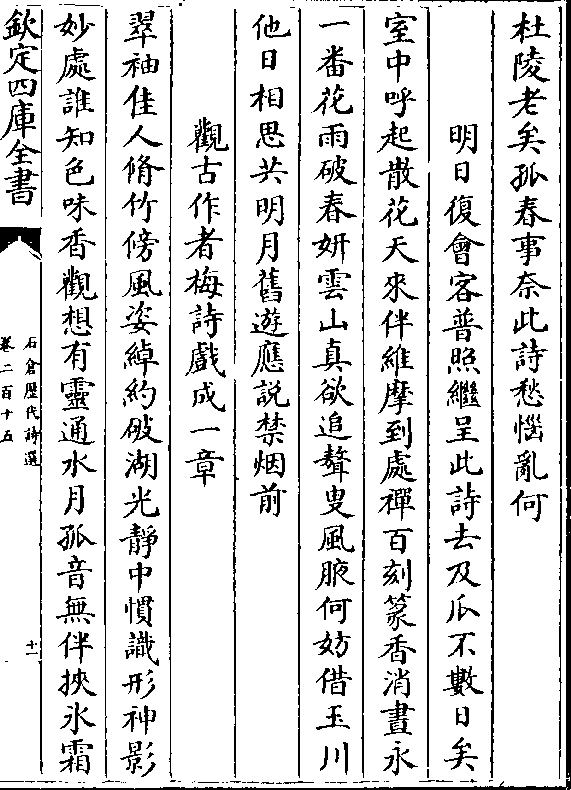 杜陵老矣孤春事奈此詩愁惱亂何
明日復會客普照繼呈此詩去及瓜不數日矣
室中呼起散花天來伴維摩到處禪百刻篆香消晝永
一番花雨破春妍雲山真欲追聱叟風腋何妨借玉川
他日相思共明月舊遊應説禁烟前
觀古作者梅詩戲成一章
翠袖佳人脩竹傍風姿綽約破湖光靜中慣識形神影
妙處誰知色味香觀想有靈通水月孤音無伴挾氷霜
欽定四庫全書
石倉歴代詩選
卷二百十五
十一